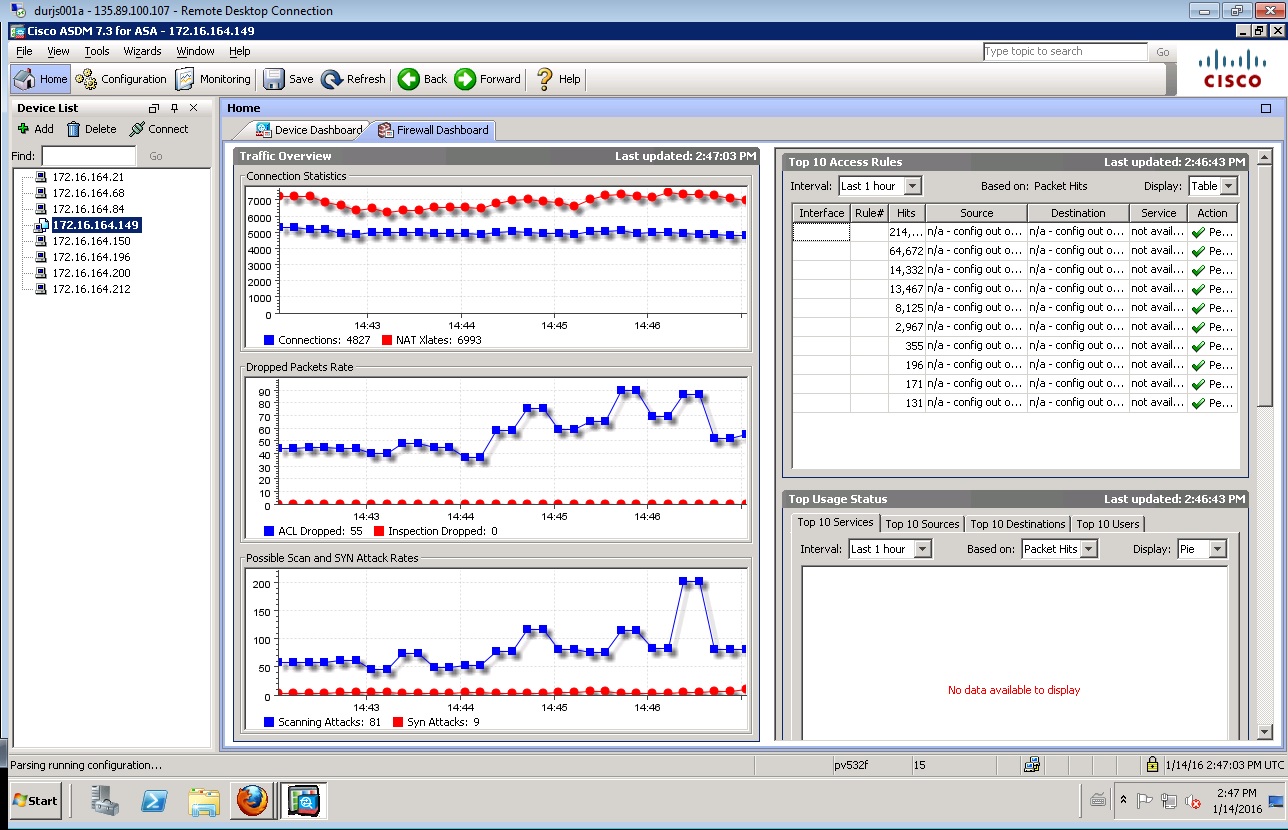 durjs001a - 135.89.100.107 - Remote Desktop Connection
Cisco ASDM 7.3 for ASA - 172.16.164.149
File View Tools Wizards Window Help
Type topic to search Go
Home Configuration Monitoring Save Refresh Back Forward Help
CISCO
Device List
Add Delete Connect
Find: Go
172.16.164.21
172.16.164.68
172.16.164.84
172.16.164.149
172.16.164.150
172.16.164.196
172.16.164.200
172.16.164.212
Home
Device Dashboard Firewall Dashboard
Traffic Overview Last updated: 2:47:03 PM
Connection Statistics
7000
6000
5000
4000
3000
2000
1000
0
14:43 14:44 14:45 14:46
Connections: 4827 NAT Xlates: 6993
Dropped Packets Rate
90
80
70
60
50
40
30
20
10
0
14:43 14:44 14:45 14:46
ACL Dropped: 55 Inspection Dropped: 0
Possible Scan and SYN Attack Rates
200
150
100
50
0
14:43 14:44 14:45 14:46
Scanning Attacks: 81 Syn Attacks: 9
Top 10 Access Rules Last updated: 2:46:43 PM
Interval: Last 1 hour Based on: Packet Hits Display: Table
Interface Rule# Hits Source Destination Service Action
214,... n/a - config out o... n/a - config out o... not avail... Pe...
64,672 n/a - config out o... n/a - config out o... not avail... Pe...
14,332 n/a - config out o... n/a - config out o... not avail... Pe...
13,467 n/a - config out o... n/a - config out o... not avail... Pe...
8,125 n/a - config out o... n/a - config out o... not avail... Pe...
2,967 n/a - config out o... n/a - config out o... not avail... Pe...
355 n/a - config out o... n/a - config out o... not avail... Pe...
196 n/a - config out o... n/a - config out o... not avail... Pe...
171 n/a - config out o... n/a - config out o... not avail... Pe...
131 n/a - config out o... n/a - config out o... not avail... Pe...
Top Usage Status Last updated: 2:46:43 PM
Top 10 Services Top 10 Sources Top 10 Destinations Top 10 Users
Interval: Last 1 hour Based on: Packet Hits Display: Pie
No data available to display
Parsing running configuration... pv532f 15 1/14/16 2:47:03 PM UTC
Start
2:47 PM
1/14/2016